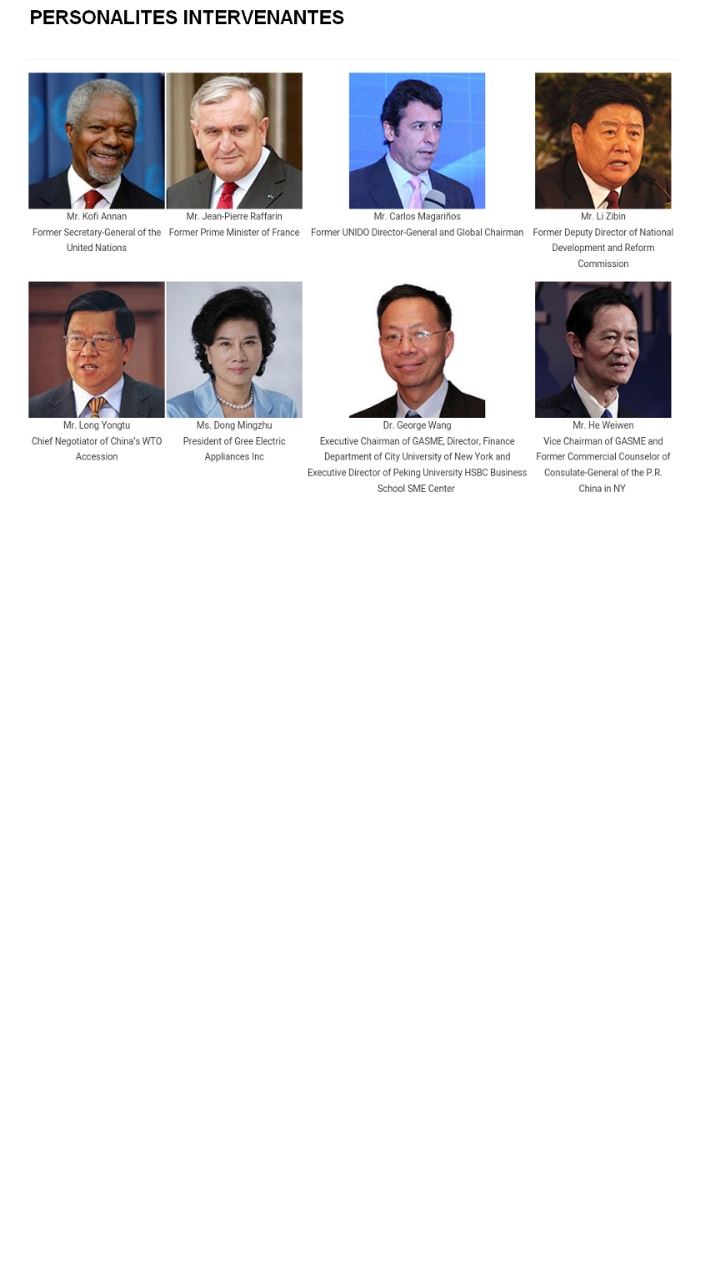 PERSONALITES INTERVENANTES
Mr. Kofi Annan
Former Secretary-General of the
United Nations
Mr. Jean-Pierre Raffarin
Former Prime Minister of France
Mr. Carlos Magariños
Former UNIDO Director-General and Global Chairman
Mr. Li Zibin
Former Deputy Director of National
Development and Reform
Commission
Mr. Long Yongtu
Chief Negotiator of China's WTO
Accession
Ms. Dong Mingzhu
President of Gree Electric
Appliances Inc
Dr. George Wang
Executive Chairman of GASME, Director, Finance
Department of City University of New York and
Executive Director of Peking University HSBC Business
School SME Center
Mr. He Weiwen
Vice Chairman of GASME and
Former Commercial Counselor of
Consulate-General of the P.R.
China in NY